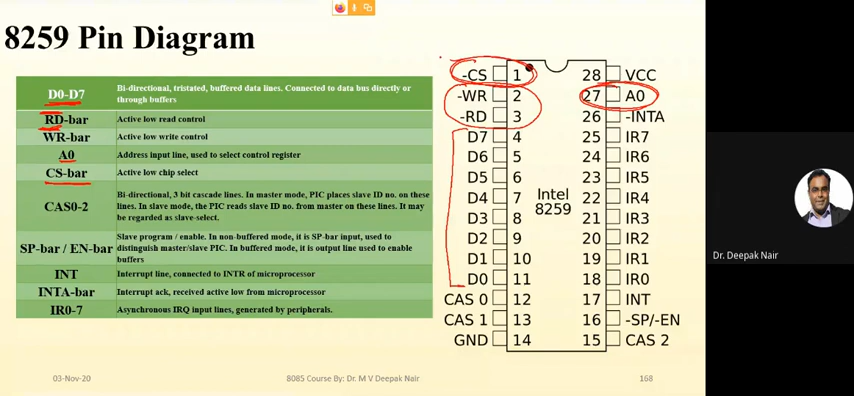 8259 Pin Diagram
D0-D7
Bi-directional, tristated, buffered data lines. Connected to data bus directly or
through buffers
RD-bar
Active low read control
WR-bar
Active low write control
A0
Address input line, used to select control register
CS-bar
Active low chip select
CAS0-2
Bi-directional, 3 bit cascade lines. In master mode, PIC places slave ID no. on these
lines. In slave mode, the PIC reads slave ID no. from master on these lines. It may
be regarded as slave-select.
SP-bar / EN-bar
Slave program / enable. In non-buffered mode, it is SP-bar input, used to
distinguish master/slave PIC. In buffered mode, it is output line used to enable
buffers
INT
Interrupt line, connected to INTR of microprocessor
INTA-bar
Interrupt ack, received active low from microprocessor
IR0-7
Asynchronous IRQ input lines, generated by peripherals.
-CS 1 28 VCC
-WR 2 27 A0
-RD 3 26 -INTA
D7 4 25 IR7
D6 5 24 IR6
D5 6 23 IR5
D4 7 22 IR4
D3 8 21 IR3
D2 9 20 IR2
D1 10 19 IR1
D0 11 18 IR0
CAS 0 12 17 INT
CAS 1 13 16 -SP/-EN
GND 14 15 CAS 2
Intel
8259
Dr. Deepak Nair
03-Nov-20
8085 Course By: Dr. M V Deepak Nair
168